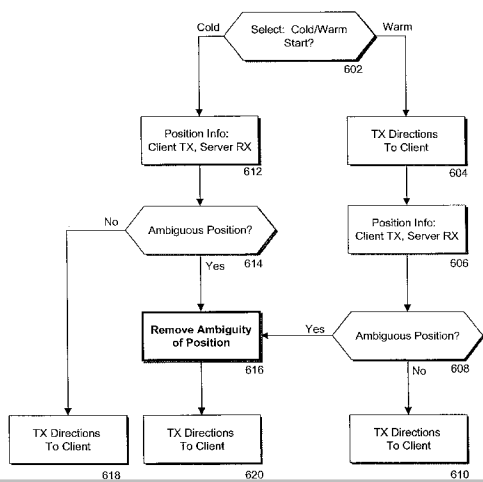 Cold
Select: Cold/Warm
Start?
Warm
602
Position Info:
Client TX, Server RX
612
TX Directions
To Client
604
No
Ambiguous Position?
614
Yes
Position Info:
Client TX, Server RX
606
Remove Ambiguity
of Position
616
Yes
Ambiguous Position?
608
No
TX Directions
To Client
618
TX Directions
To Client
620
TX Directions
To Client
610